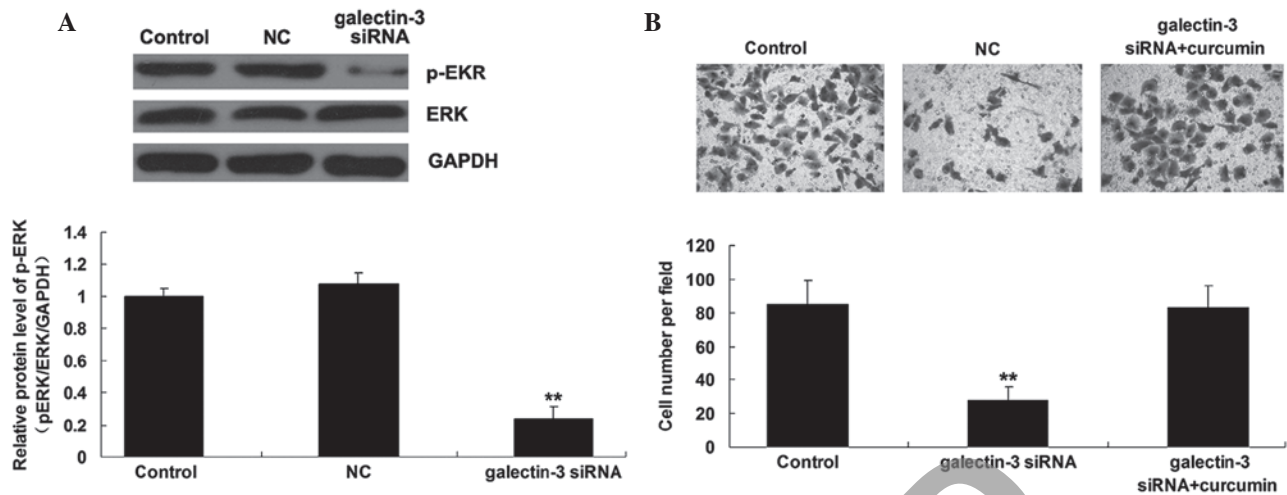 A
Control
NC
galectin-3
siRNA
p-EKR
ERK
GAPDH
Relative protein level of p-ERK
(pERK/ERK/GAPDH)
1.4
1.2
1
0.8
0.6
0.4
0.2
0
**
Control
NC
galectin-3 siRNA
B
Control
NC
galectin-3
siRNA+curcumin
Cell number per field
120
100
80
60
40
20
0
**
Control
galectin-3 siRNA
galectin-3
siRNA+curcumin